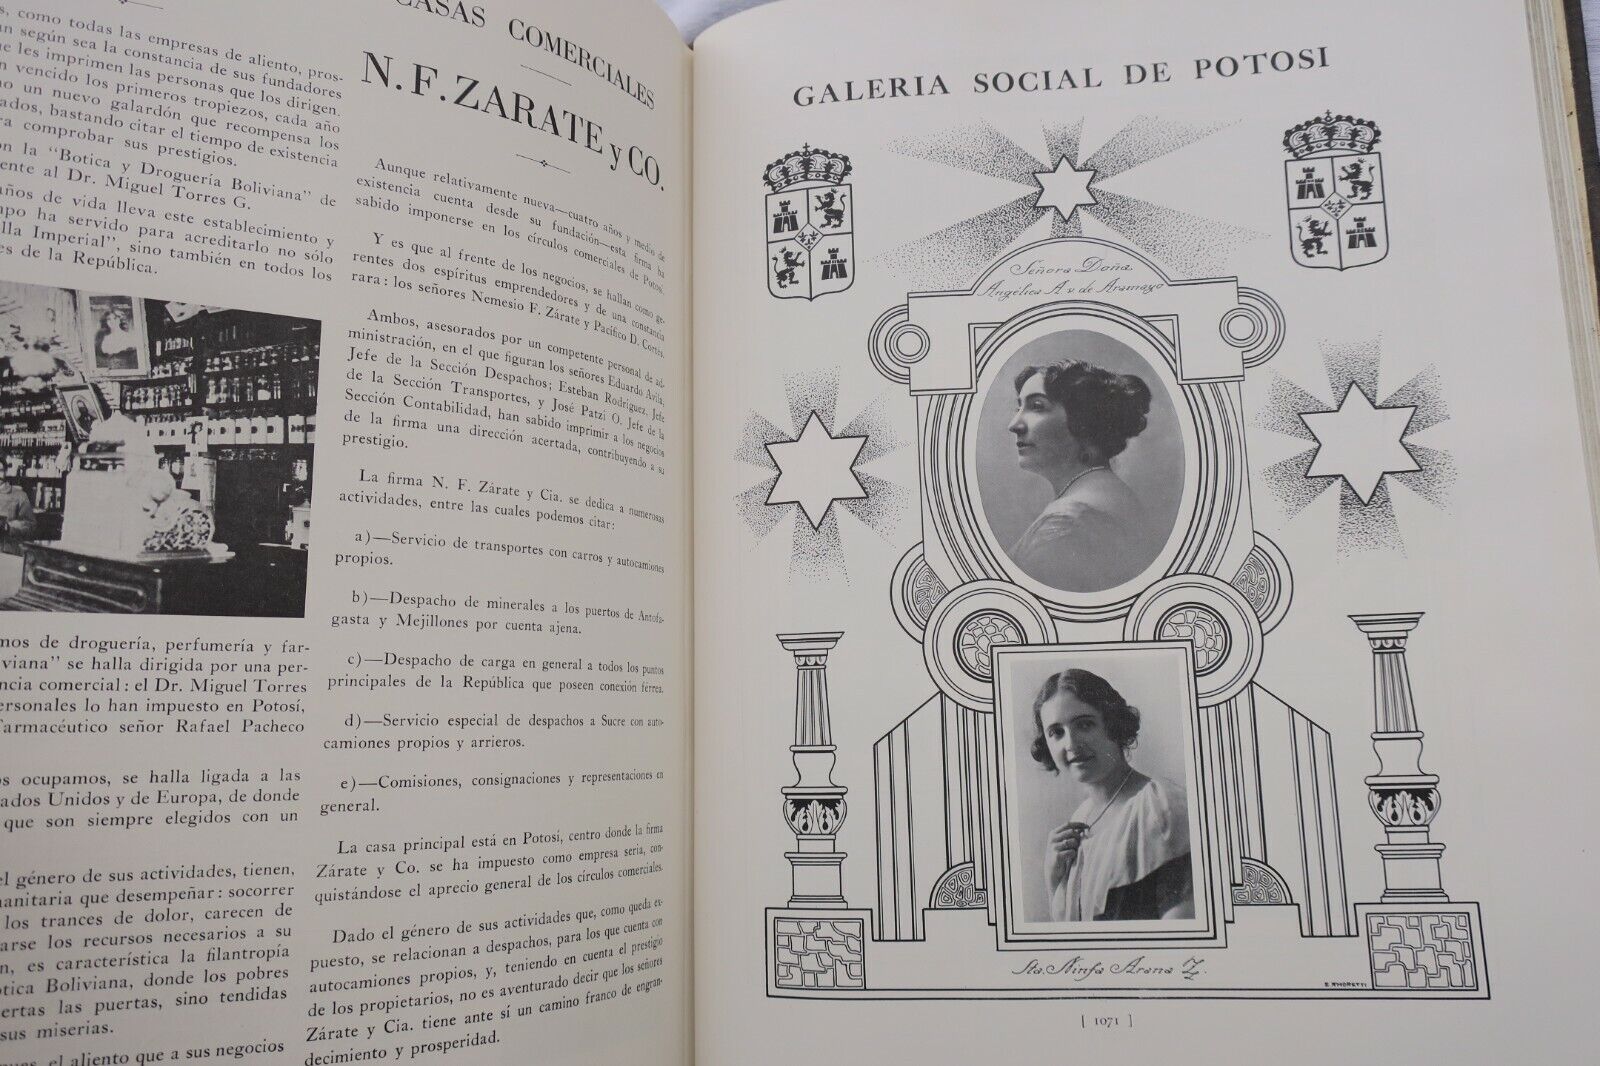 como todas las empresas de aliento, pros-
según sea la constancia de sus fundadores
les imprimen las personas que los dirigen.
vencido los primeros tropiezos, cada año
un nuevo galardón que recompensa los
bastando citar el tiempo de existencia
comprobar sus prestigios.
la "Botica y Droguería Boliviana" de
al Dr. Miguel Torres G.
años de vida lleva este establecimiento y
ha servido para acreditarlo no sólo
Imperial", sino también en todos los
de la República.
de droguería, perfumería y far-
se halla dirigida por una per-
comercial: el Dr. Miguel Torres
lo han impuesto en Potosí,
señor Rafael Pacheco
ocupamos, se halla ligada a las
Unidos y de Europa, de donde
que son siempre elegidos con un
género de sus actividades, tienen,
que desempeñar: socorrer
los trances de dolor, carecen de
los recursos necesarios a su
es característica la filantropía
Boliviana, donde los pobres
las puertas, sino tendidas
sus miserias.
el aliento que a sus negocios
CASAS COMERCIALES
N. F. ZARATE y CO.
Aunque relativamente nueva—cuatro años y medio de
existencia cuenta desde su fundación—esta firma ha
sabido imponerse en los círculos comerciales de Potosí.
Y es que al frente de los negocios, se hallan como ge-
rentes dos espíritus emprendedores y de una constancia
rara: los señores Nemesio F. Zárate y Pacífico D. Cortés.
Ambos, asesorados por un competente personal de ad-
ministración, en el que figuran los señores Eduardo Avila,
Jefe de la Sección Despachos; Esteban Rodríguez, Jefe
de la Sección Transportes, y José Patzi O. Jefe de la
Sección Contabilidad, han sabido imprimir a los negocios
de la firma una dirección acertada, contribuyendo a su
prestigio.
La firma N. F. Zárate y Cia. se dedica a numerosas
actividades, entre las cuales podemos citar:
a)—Servicio de transportes con carros y autocamiones
propios.
b)—Despacho de minerales a los puertos de Antofa-
gasta y Mejillones por cuenta ajena.
c)—Despacho de carga en general a todos los puntos
principales de la República que poseen conexión férrea.
d)—Servicio especial de despachos a Sucre con auto-
camiones propios y arrieros.
e)—Comisiones, consignaciones y representaciones en
general.
La casa principal está en Potosí, centro donde la firma
Zárate y Co. se ha impuesto como empresa seria, con-
quistándose el aprecio general de los círculos comerciales.
Dado el género de sus actividades que, como queda ex-
puesto, se relacionan a despachos, para los que cuenta con
autocamiones propios, y, teniendo en cuenta el prestigio
de los propietarios, no es aventurado decir que los señores
Zárate y Cia. tiene ante sí un camino franco de engran-
decimiento y prosperidad.
GALERIA SOCIAL DE POTOSI
Señora Doña
Angélica A. v. de Aramayo
Sta. Ninfa Arana Z.
E. AMORETTI
[ 1071 ]